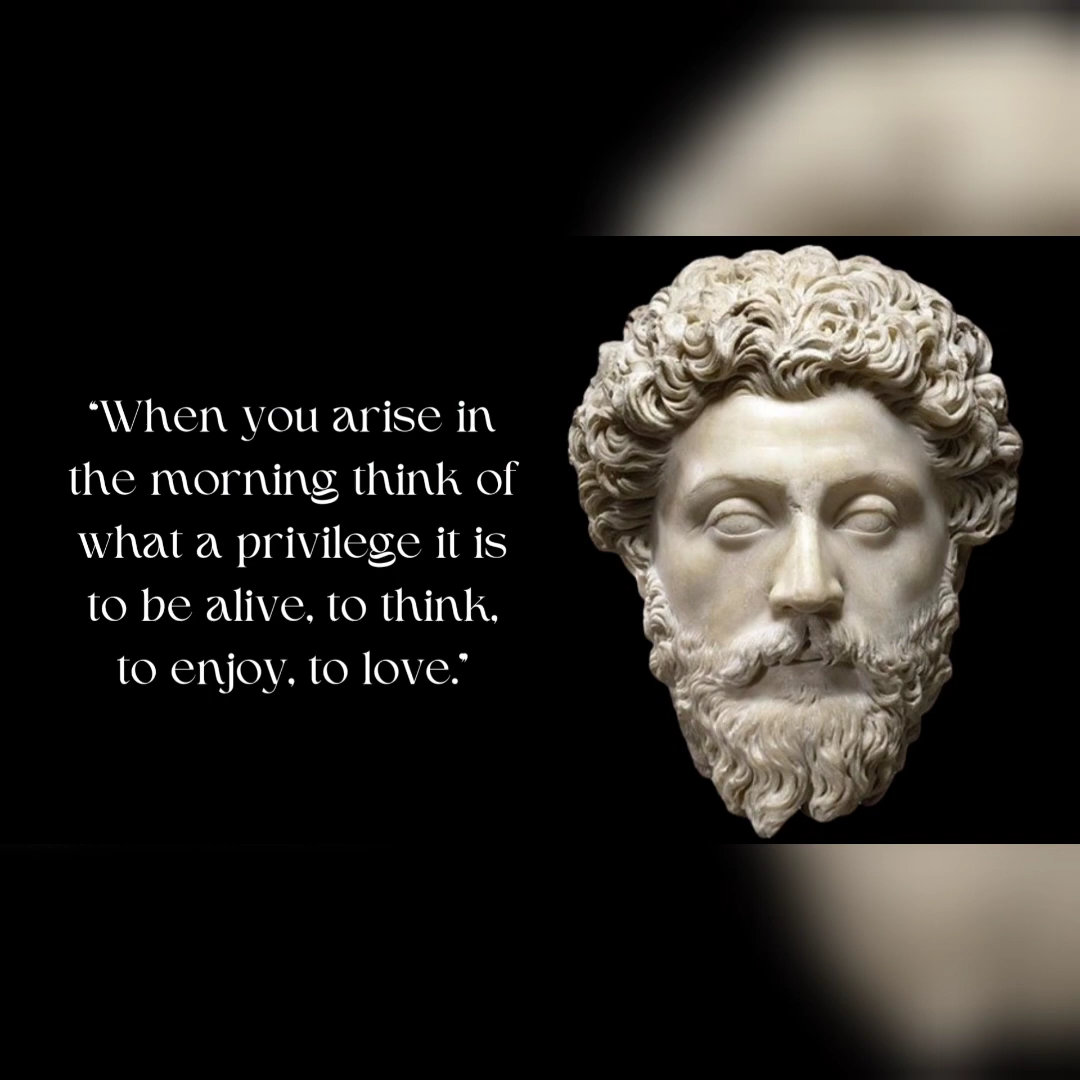 “When you arise in
the morning think of
what a privilege it is
to be alive, to think,
to enjoy, to love.”